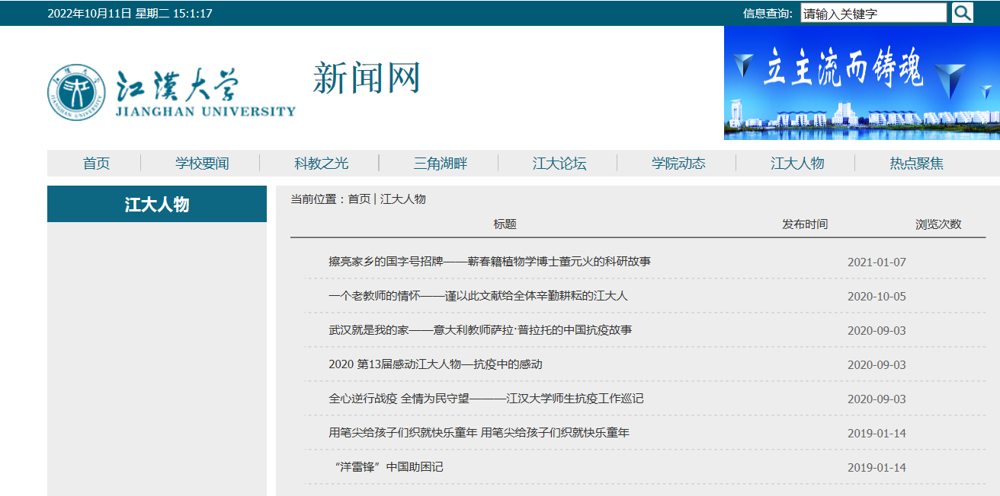 2022年10月11日 星期二 15:1:17 信息查询: 请输入关键字
江漢大学
JIANGHAN UNIVERSITY
新闻网
立主流而铸魂
首页 学校要闻 科教之光 三角湖畔 江大论坛 学院动态 江大人物 热点聚焦
江大人物
当前位置：首页 | 江大人物
标题 发布时间 浏览次数
擦亮家乡的国字号招牌——蕲春籍植物学博士董元火的科研故事 2021-01-07
一个老教师的情怀——谨以此文献给全体辛勤耕耘的江大人 2020-10-05
武汉就是我的家——意大利教师萨拉·普拉托的中国抗疫故事 2020-09-03
2020 第13届感动江大人物—抗疫中的感动 2020-09-03
全心逆行战疫 全情为民守望———江汉大学师生抗疫工作巡记 2020-09-03
用笔尖给孩子们织就快乐童年 用笔尖给孩子们织就快乐童年 2019-01-14
“洋雷锋”中国助困记 2019-01-14